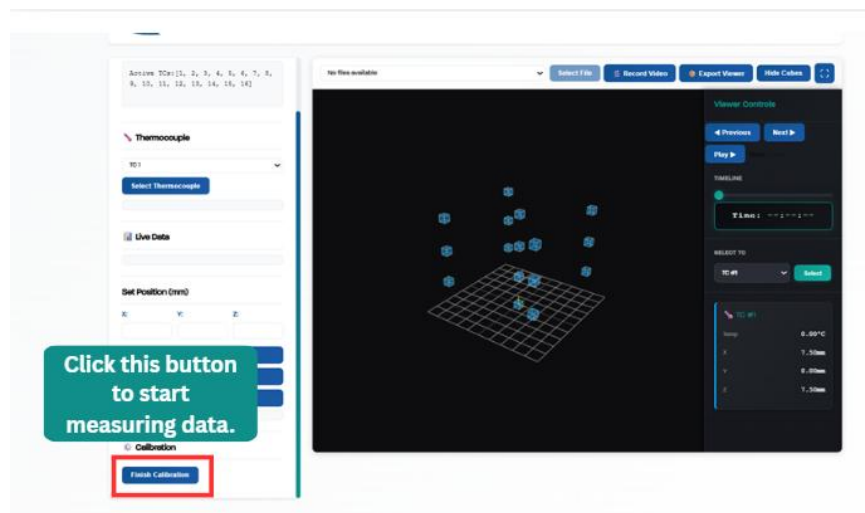 Active TCs:[1, 2, 3, 4, 5, 6, 7, 8,
9, 10, 11, 12, 13, 14, 15, 16]
Thermocouple
TC 1
Select Thermocouple
Live Data
Set Position (mm)
X: Y: Z:
Click this button
to start
measuring data.
Calibration
Finish Calibration
No files available
Select File
Record Video
Export Viewer
Hide Cubes
Viewer Controls
Previous
Next
Play
TIMELINE
Time: --:--:--
SELECT TC
TC #1
Select
TC #1
Temp 0.00°C
X 7.50mm
Y 0.00mm
Z 7.50mm